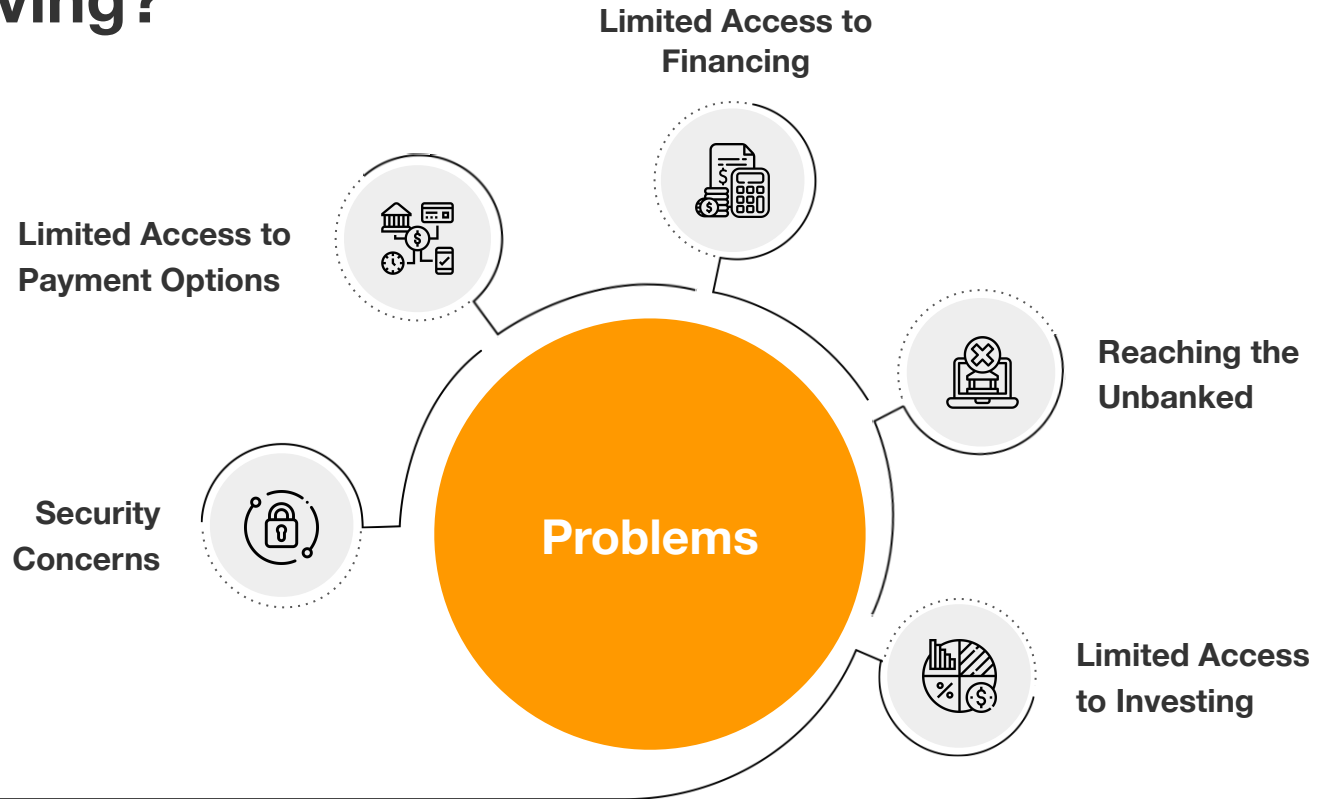 ving?
Limited Access to
Financing
Limited Access to
Payment Options
Reaching the
Unbanked
Security
Concerns
Problems
Limited Access
to Investing